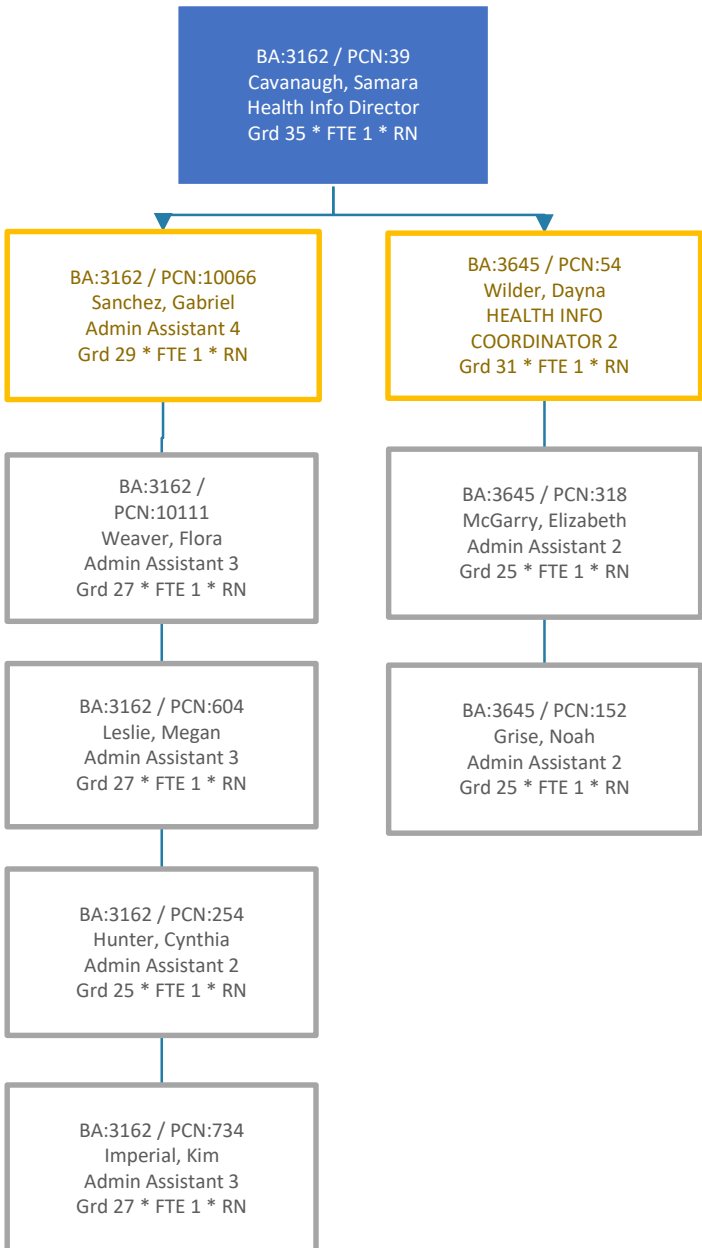 BA:3162 / PCN:39
Cavanaugh, Samara
Health Info Director
Grd 35 * FTE 1 * RN
BA:3162 / PCN:10066
Sanchez, Gabriel
Admin Assistant 4
Grd 29 * FTE 1 * RN
BA:3645 / PCN:54
Wilder, Dayna
HEALTH INFO
COORDINATOR 2
Grd 31 * FTE 1 * RN
BA:3162 /
PCN:10111
Weaver, Flora
Admin Assistant 3
Grd 27 * FTE 1 * RN
BA:3645 / PCN:318
McGarry, Elizabeth
Admin Assistant 2
Grd 25 * FTE 1 * RN
BA:3162 / PCN:604
Leslie, Megan
Admin Assistant 3
Grd 27 * FTE 1 * RN
BA:3645 / PCN:152
Grise, Noah
Admin Assistant 2
Grd 25 * FTE 1 * RN
BA:3162 / PCN:254
Hunter, Cynthia
Admin Assistant 2
Grd 25 * FTE 1 * RN
BA:3162 / PCN:734
Imperial, Kim
Admin Assistant 3
Grd 27 * FTE 1 * RN